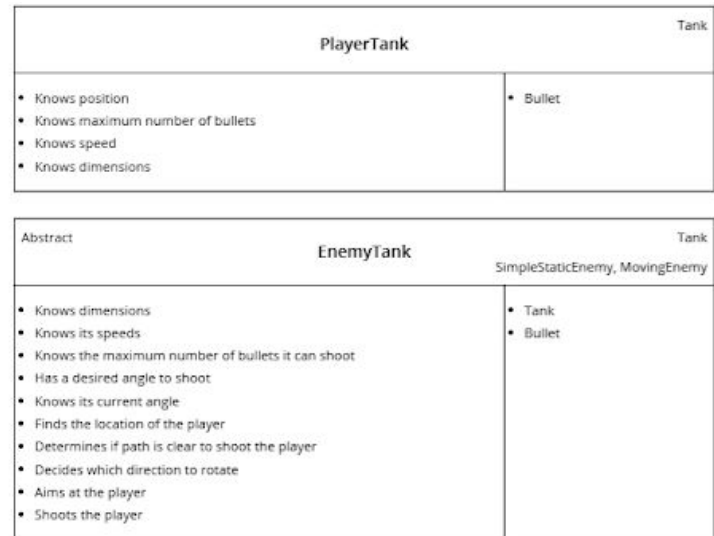 Tank
PlayerTank
• Knows position
• Knows maximum number of bullets
• Knows speed
• Knows dimensions
• Bullet
Abstract
Tank
EnemyTank
SimpleStaticEnemy, MovingEnemy
• Knows dimensions
• Knows its speeds
• Knows the maximum number of bullets it can shoot
• Has a desired angle to shoot
• Knows its current angle
• Finds the location of the player
• Determines if path is clear to shoot the player
• Decides which direction to rotate
• Aims at the player
• Shoots the player
• Tank
• Bullet